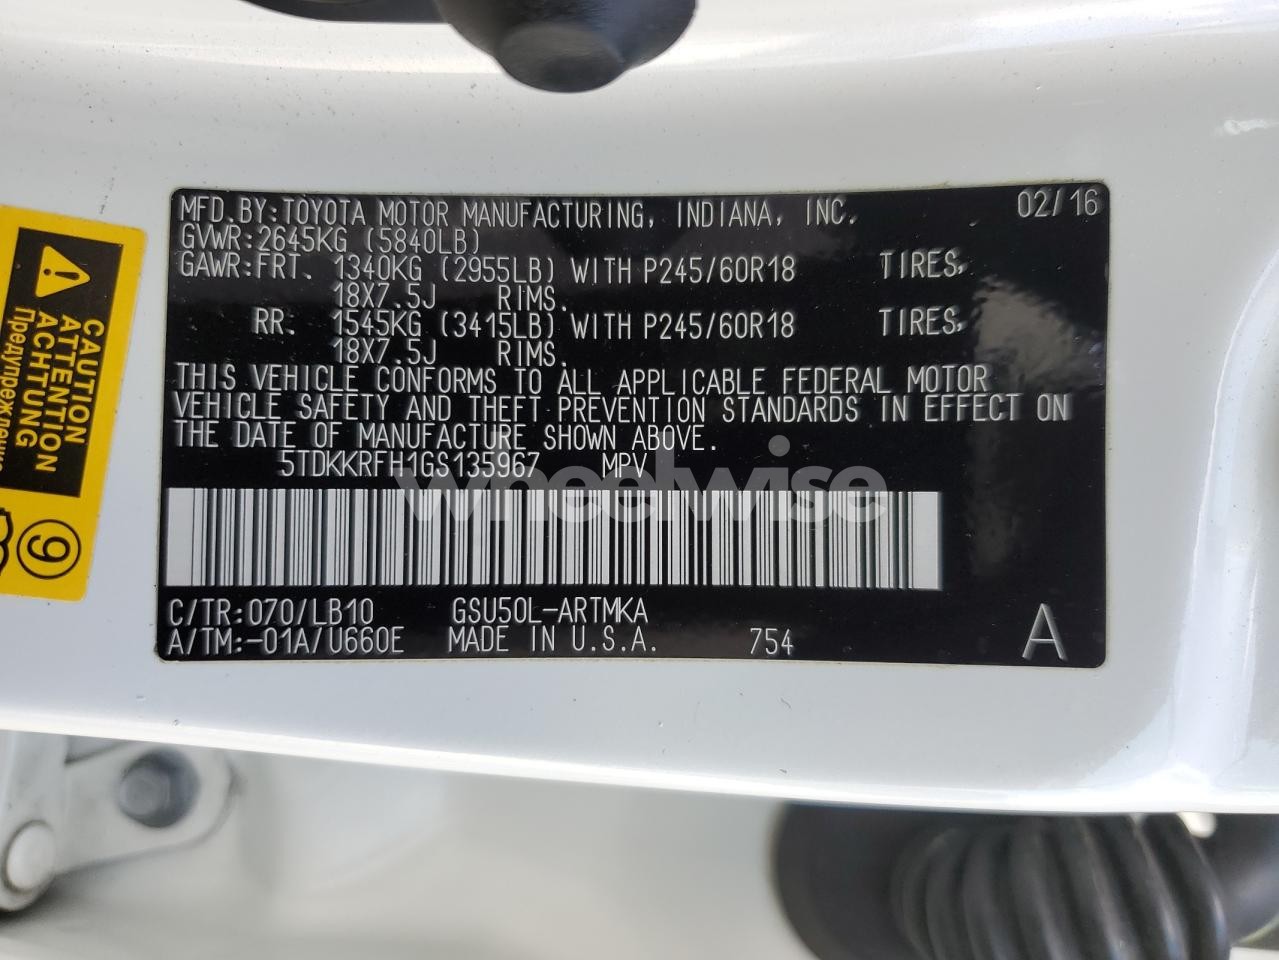 MFD.BY:TOYOTA MOTOR MANUFACTURING, INDIANA, INC. 02/16
GVWR:2645KG (5840LB)
GAWR:FRT. 1340KG (2955LB) WITH P245/60R18 TIRES,
18X7.5J RIMS.
RR. 1545KG (3415LB) WITH P245/60R18 TIRES,
18X7.5J RIMS.
THIS VEHICLE CONFORMS TO ALL APPLICABLE FEDERAL MOTOR
VEHICLE SAFETY AND THEFT PREVENTION STANDARDS IN EFFECT ON
THE DATE OF MANUFACTURE SHOWN ABOVE.
5TDKKRFH1GS135967 MPV
wheelwise
C/TR:070/LB10 GSU50L-ARTMKA
A/TM:-01A/U660E MADE IN U.S.A. 754 A
CAUTION
ATTENTION
ACHTUNG
9